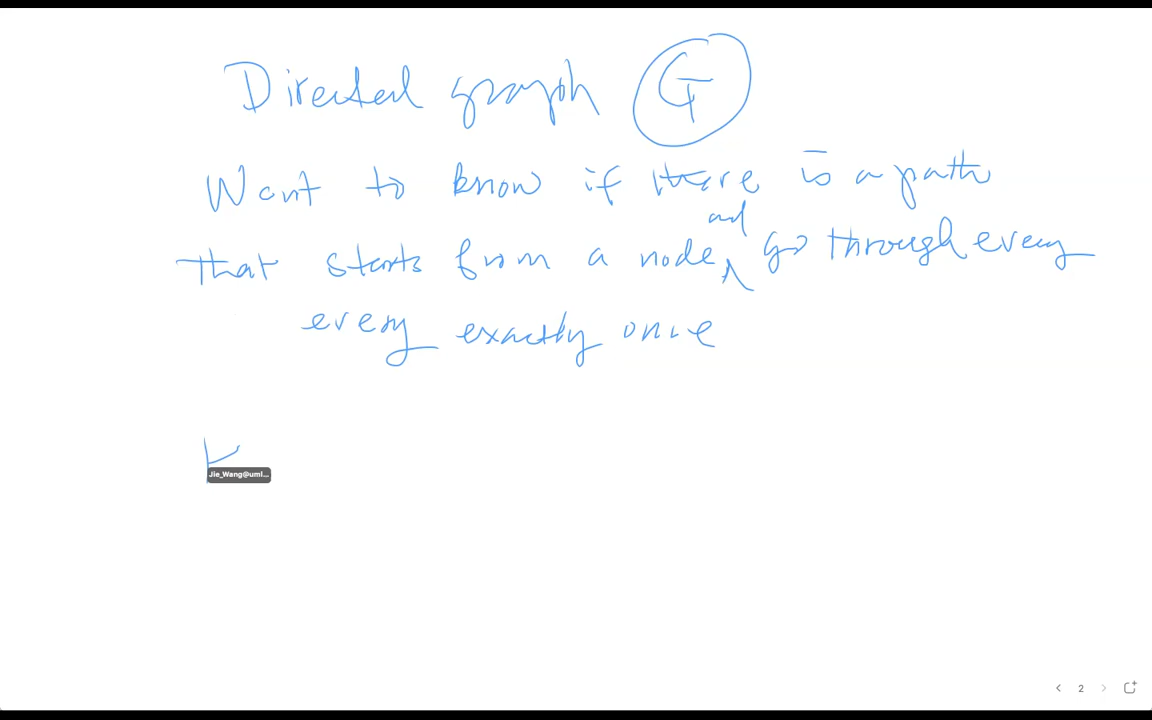 Directed graph G
Want to know if there is a path
that starts from a node, and go through every
every exactly once
K
Jie_Wang@uml...
2